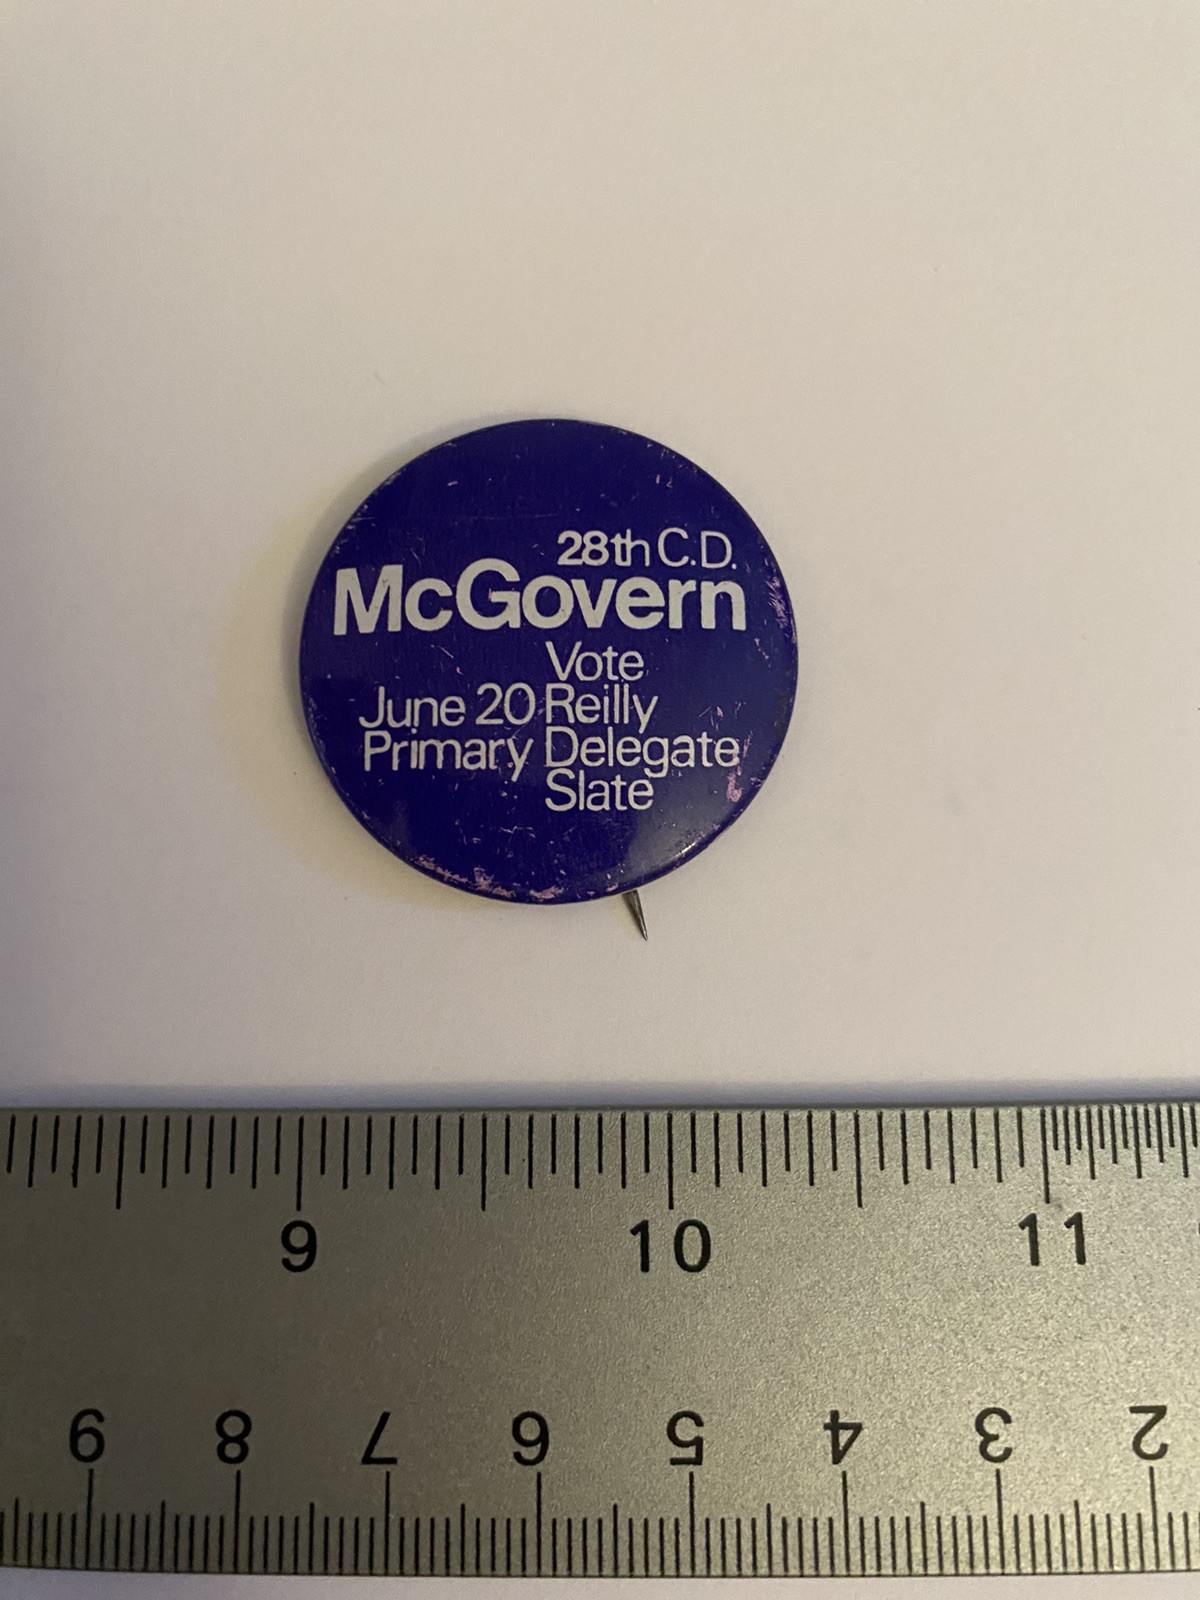 28th C.D.
McGovern
Vote
June 20 Reilly
Primary Delegate
Slate
9 10 11
9 8 7 6 5 4 3 2